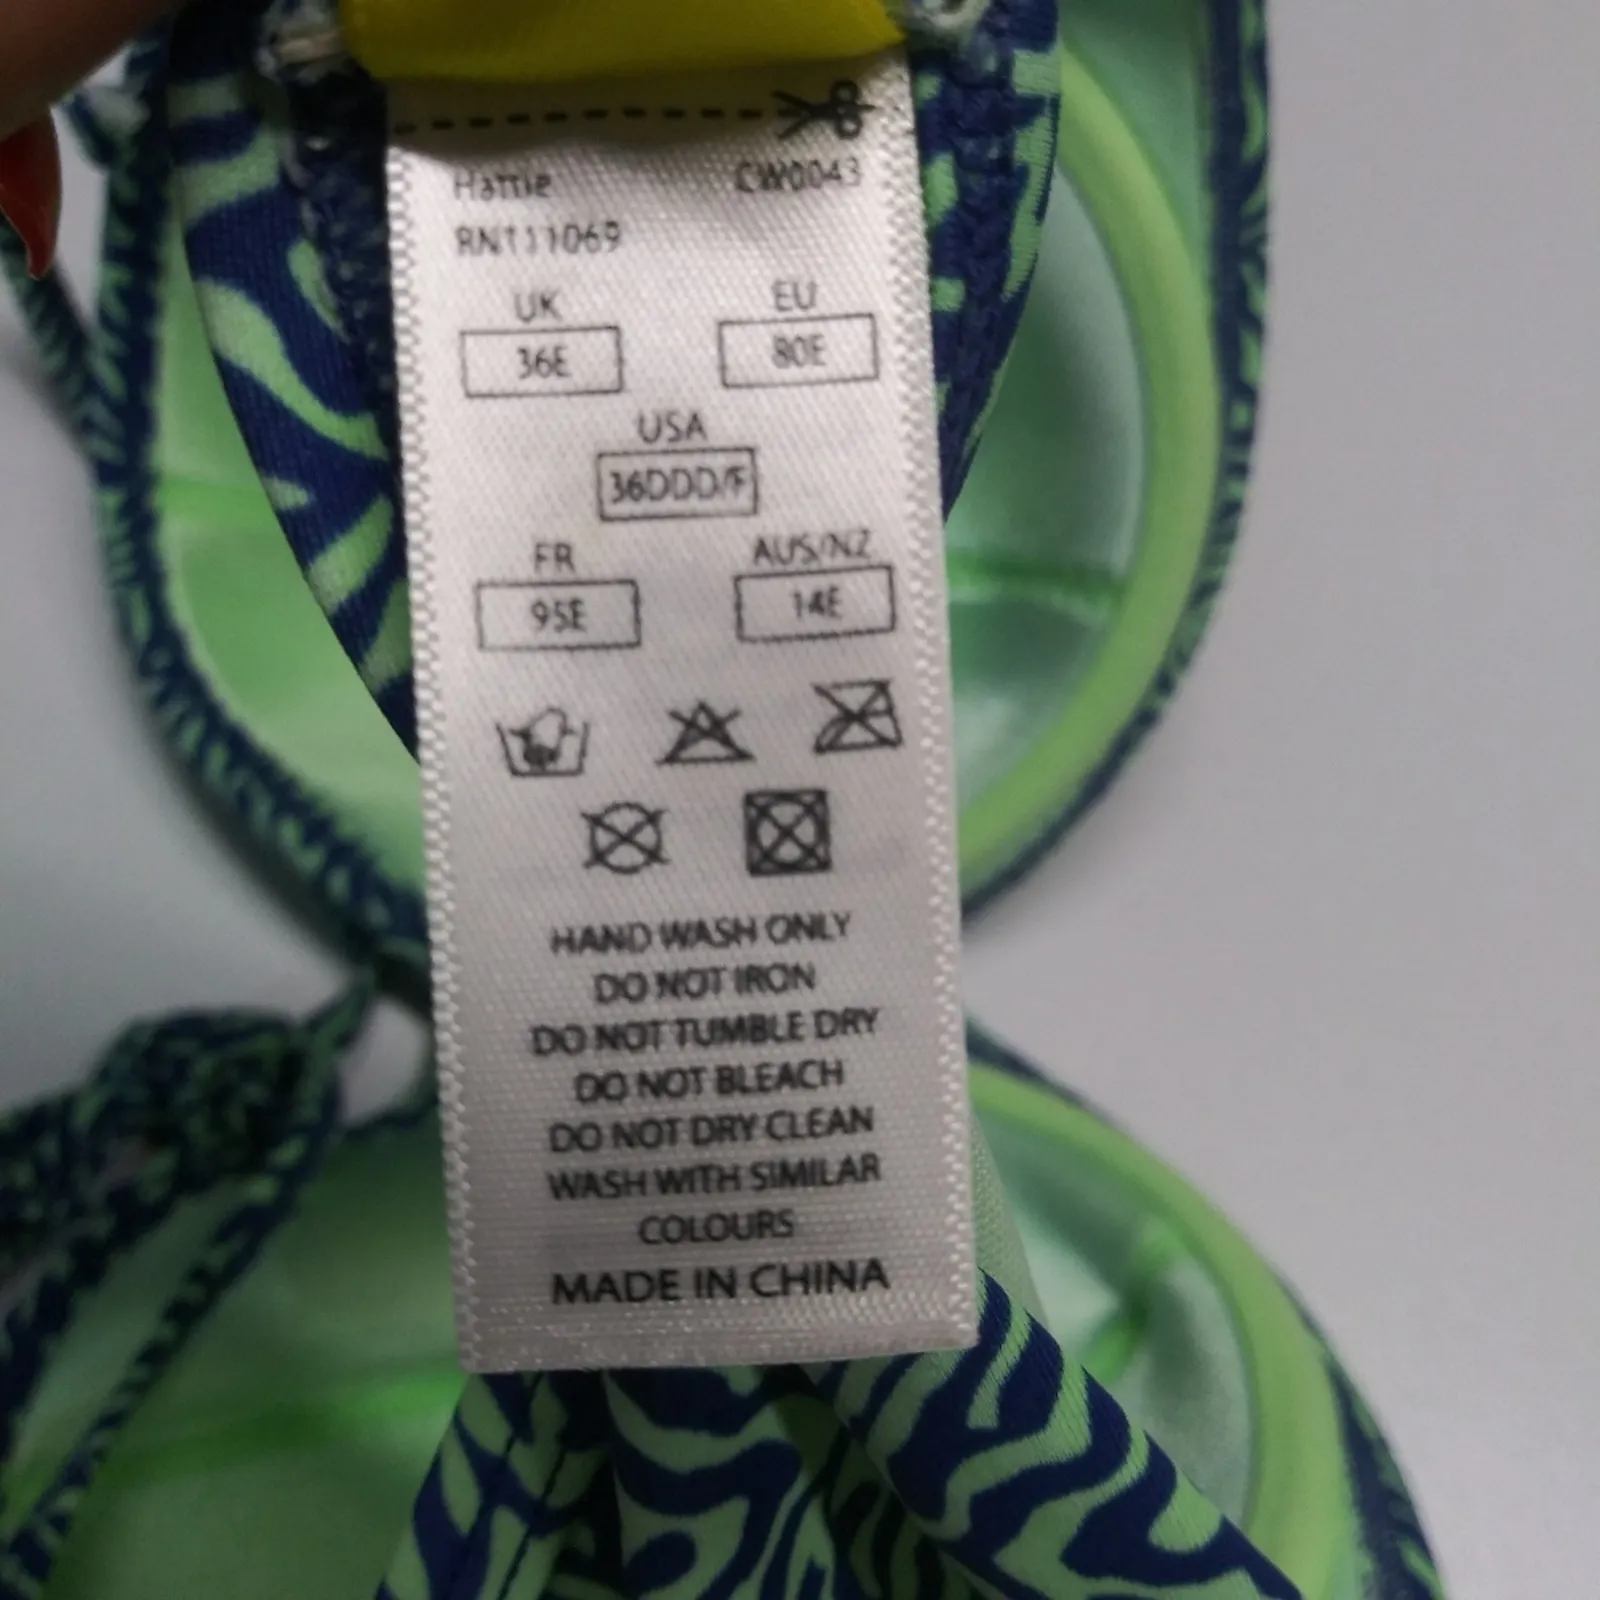 Hattie CW0043
RN111069
UK EU
36E 80E
USA
36DDD/F
FR AUS/NZ
95E 14E
HAND WASH ONLY
DO NOT IRON
DO NOT TUMBLE DRY
DO NOT BLEACH
DO NOT DRY CLEAN
WASH WITH SIMILAR
COLOURS
MADE IN CHINA